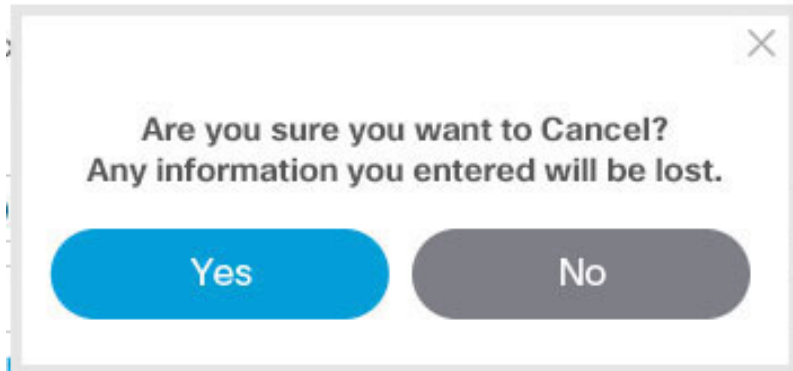 Are you sure you want to Cancel?
Any information you entered will be lost.
Yes
No